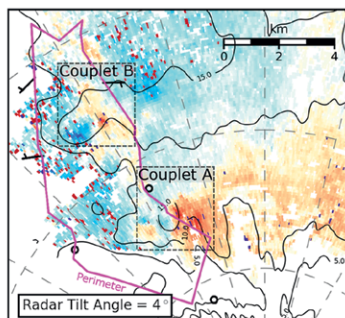 km
0 2 4
Couplet B
15.0
Couplet A
10.0
5.0
5.0
Perimeter
Radar Tilt Angle = 4°